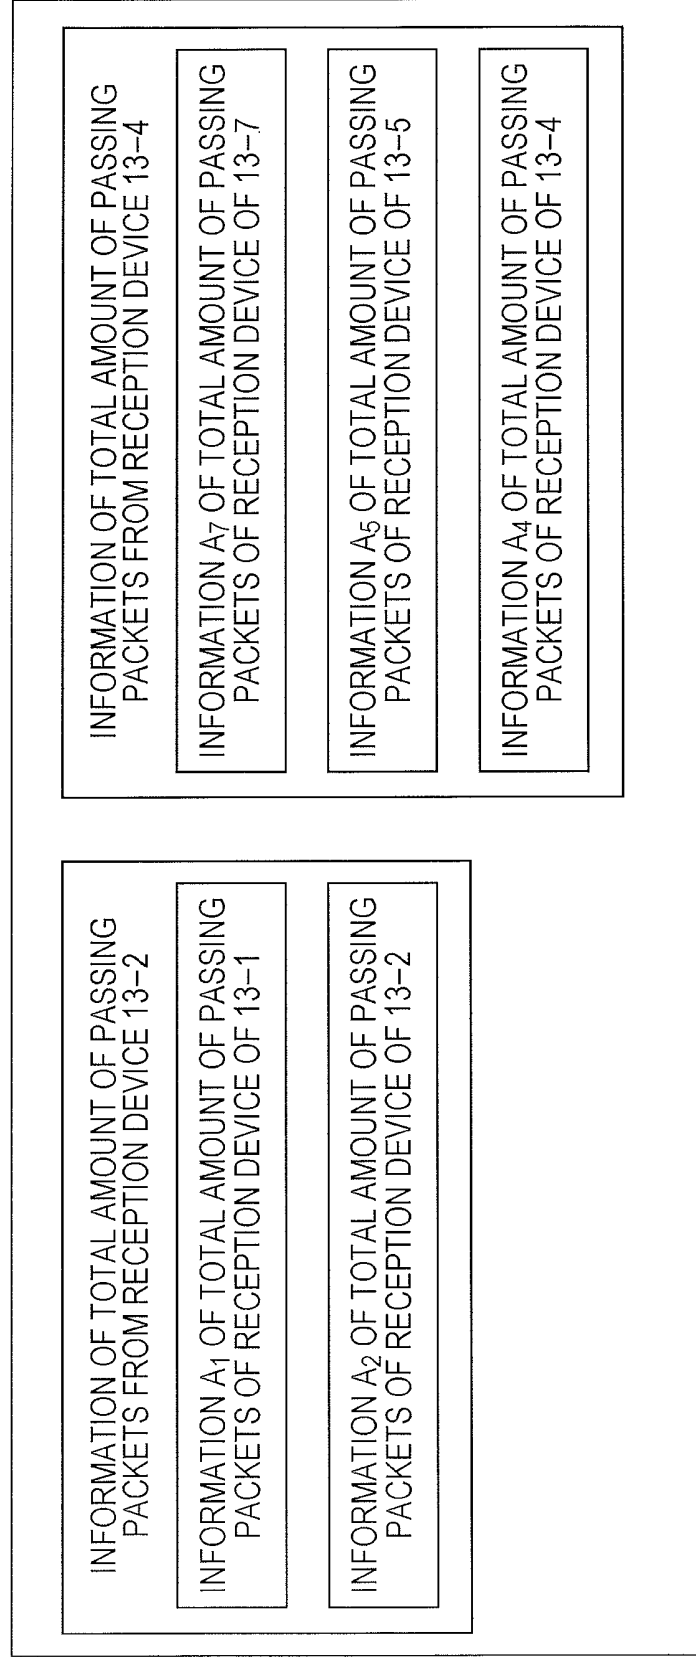 INFORMATION OF TOTAL AMOUNT OF PASSING
PACKETS FROM RECEPTION DEVICE 13-2
INFORMATION A1 OF TOTAL AMOUNT OF PASSING
PACKETS OF RECEPTION DEVICE OF 13-1
INFORMATION A2 OF TOTAL AMOUNT OF PASSING
PACKETS OF RECEPTION DEVICE OF 13-2
INFORMATION OF TOTAL AMOUNT OF PASSING
PACKETS FROM RECEPTION DEVICE 13-4
INFORMATION A7 OF TOTAL AMOUNT OF PASSING
PACKETS OF RECEPTION DEVICE OF 13-7
INFORMATION A5 OF TOTAL AMOUNT OF PASSING
PACKETS OF RECEPTION DEVICE OF 13-5
INFORMATION A4 OF TOTAL AMOUNT OF PASSING
PACKETS OF RECEPTION DEVICE OF 13-4